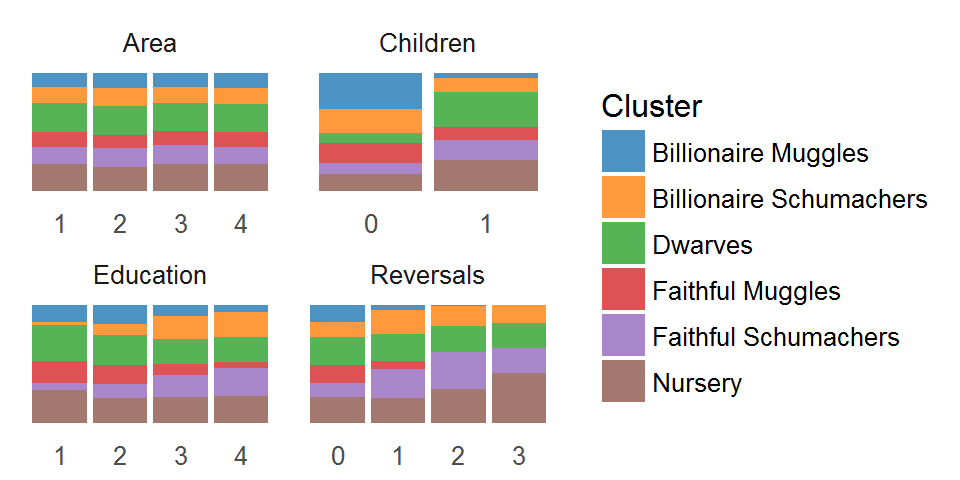 Area
Children
1 2 3 4
0 1
Education
Reversals
1 2 3 4
0 1 2 3
Cluster
Billionaire Muggles
Billionaire Schumachers
Dwarves
Faithful Muggles
Faithful Schumachers
Nursery